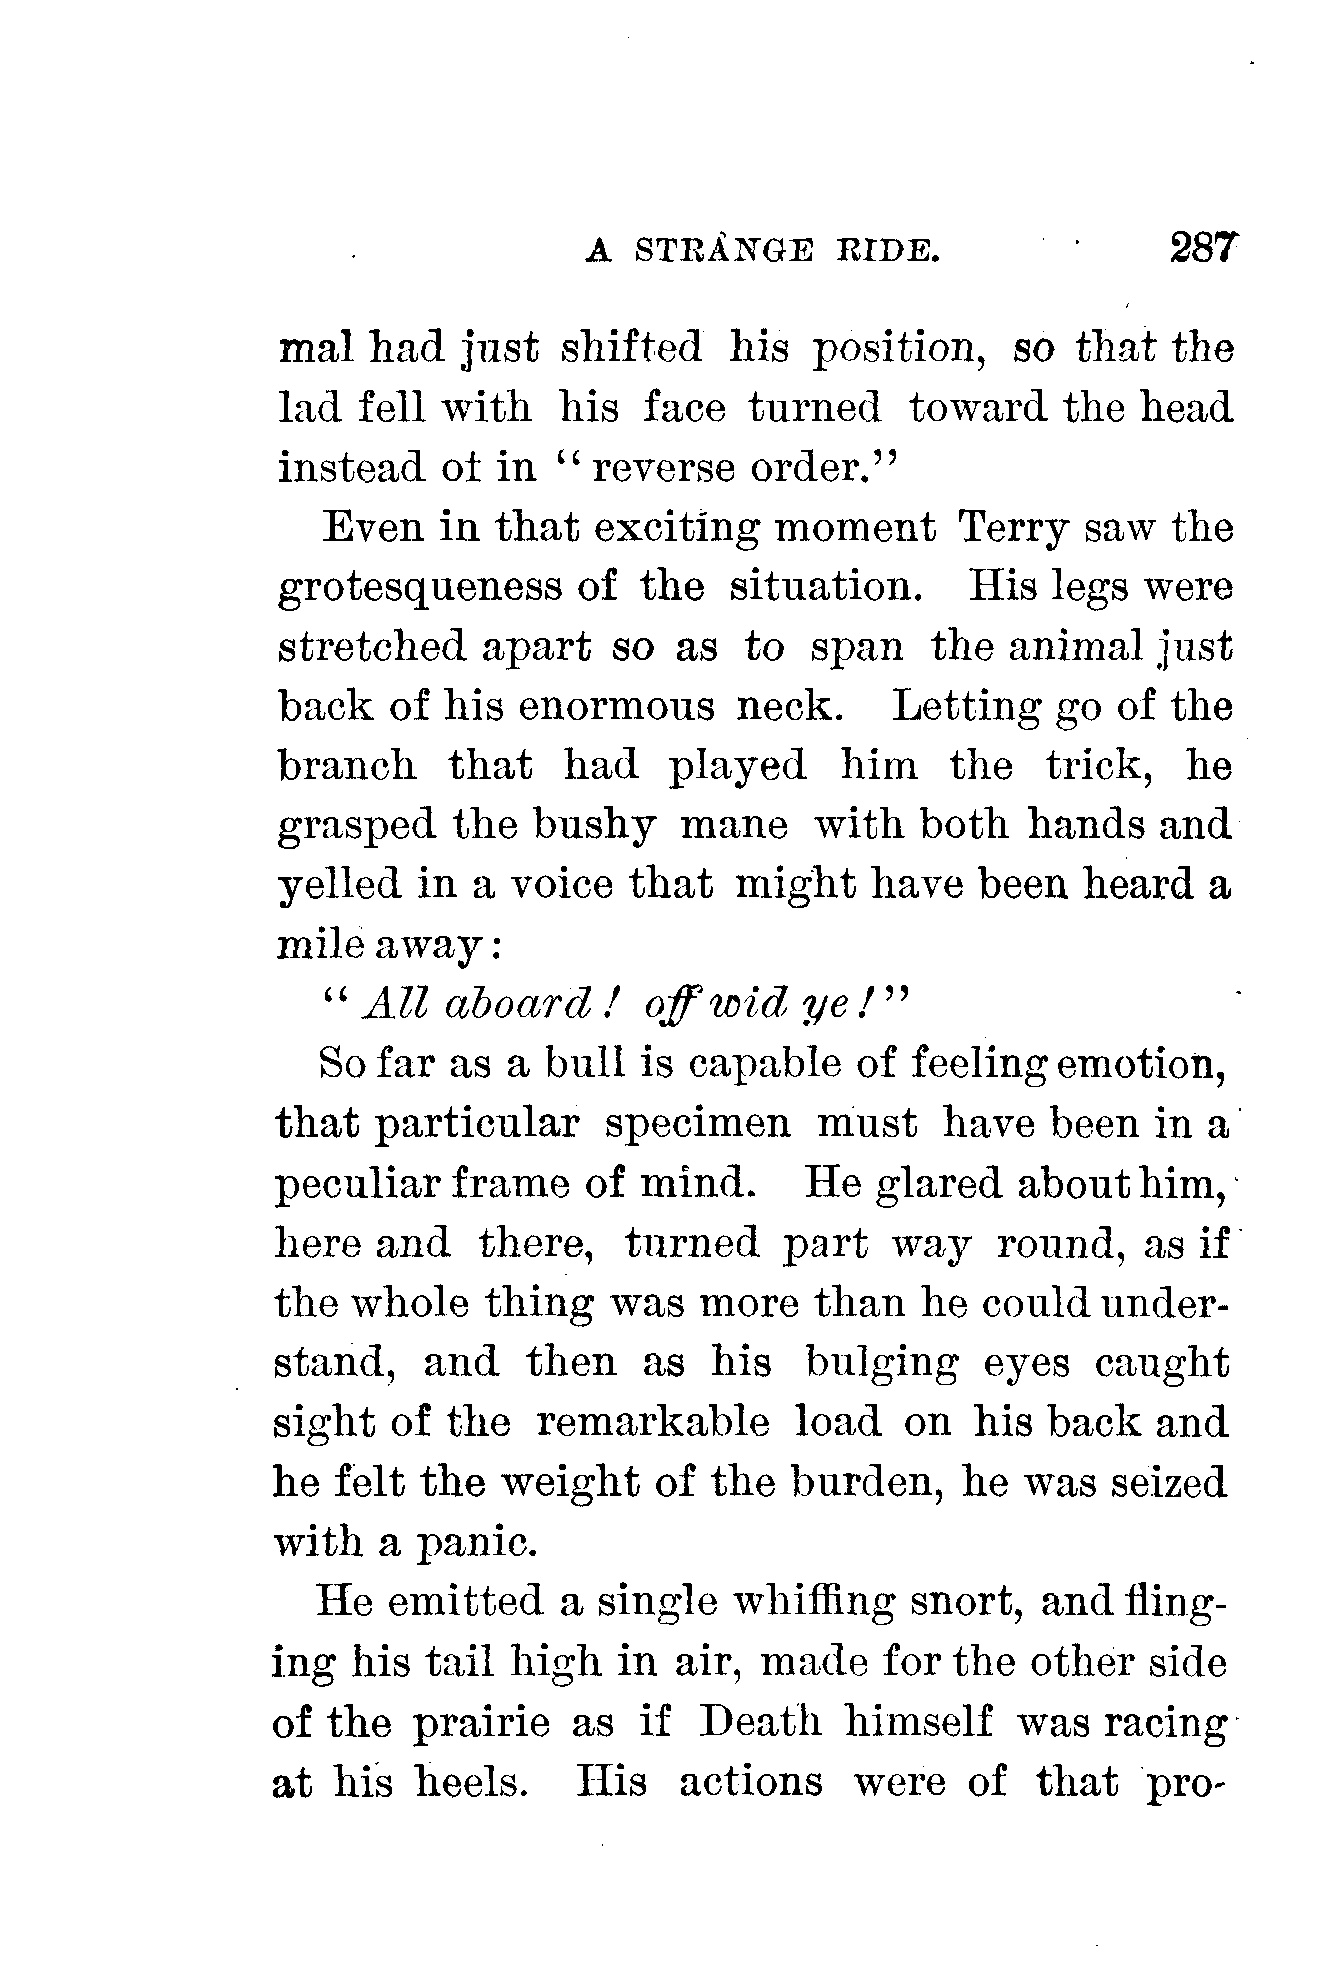 A STRANGE RIDE. 287
mal had just shifted his position, so that the
lad fell with his face turned toward the head
instead of in “ reverse order.”
Even in that exciting moment Terry saw the
grotesqueness of the situation. His legs were
stretched apart so as to span the animal just
back of his enormous neck. Letting go of the
branch that had played him the trick, he
grasped the bushy mane with both hands and
yelled in a voice that might have been heard a
mile away :
“ All aboard ! off wid ye ! ”
So far as a bull is capable of feeling emotion,
that particular specimen must have been in a
peculiar frame of mind. He glared about him,
here and there, turned part way round, as if
the whole thing was more than he could under-
stand, and then as his bulging eyes caught
sight of the remarkable load on his back and
he felt the weight of the burden, he was seized
with a panic.
He emitted a single whiffing snort, and fling-
ing his tail high in air, made for the other side
of the prairie as if Death himself was racing
at his heels. His actions were of that pro-